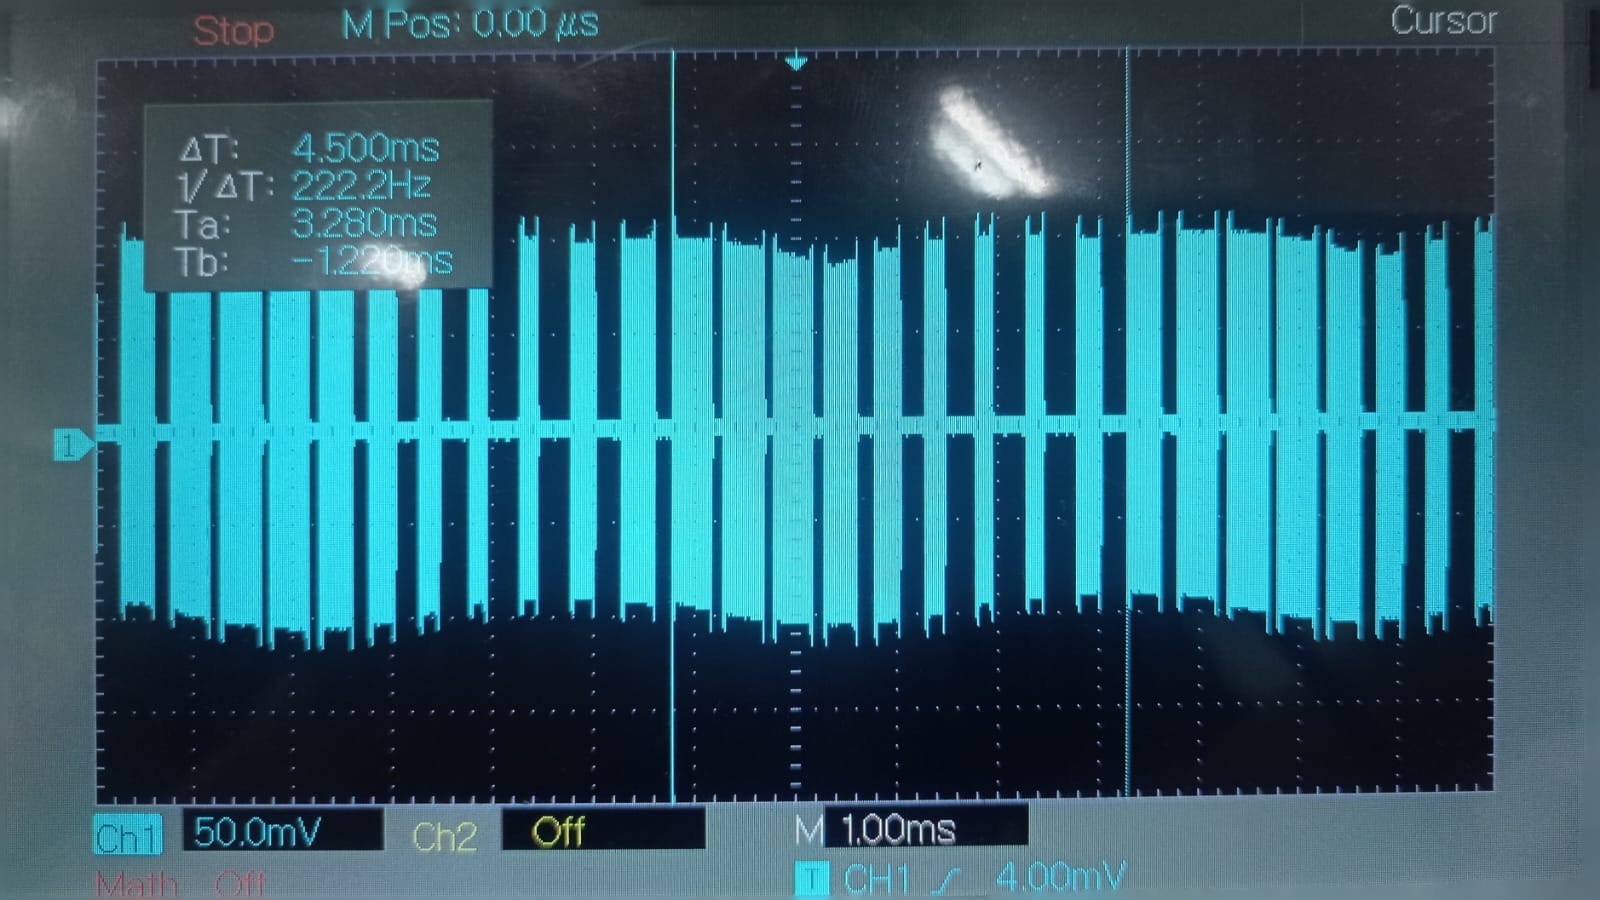 Stop M Pos: 0.00 µs Cursor
ΔT: 4.500ms
1/ΔT: 222.2Hz
Ta: 3.280ms
Tb: -1.220ms
1
Ch1 50.0mV Ch2 Off M 1.00ms
Math Off T CH1 4.00mV